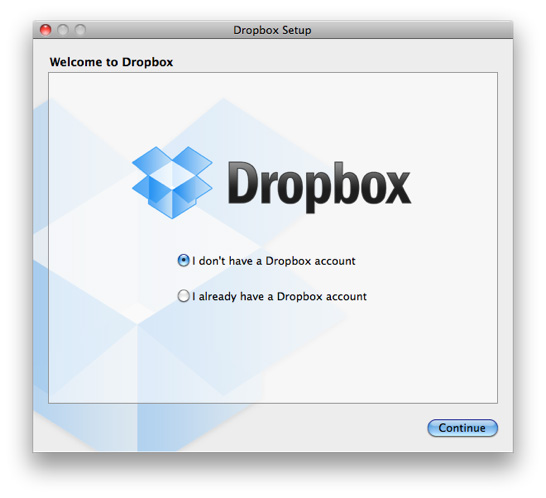 Dropbox Setup
Welcome to Dropbox
Dropbox
I don't have a Dropbox account
I already have a Dropbox account
Continue